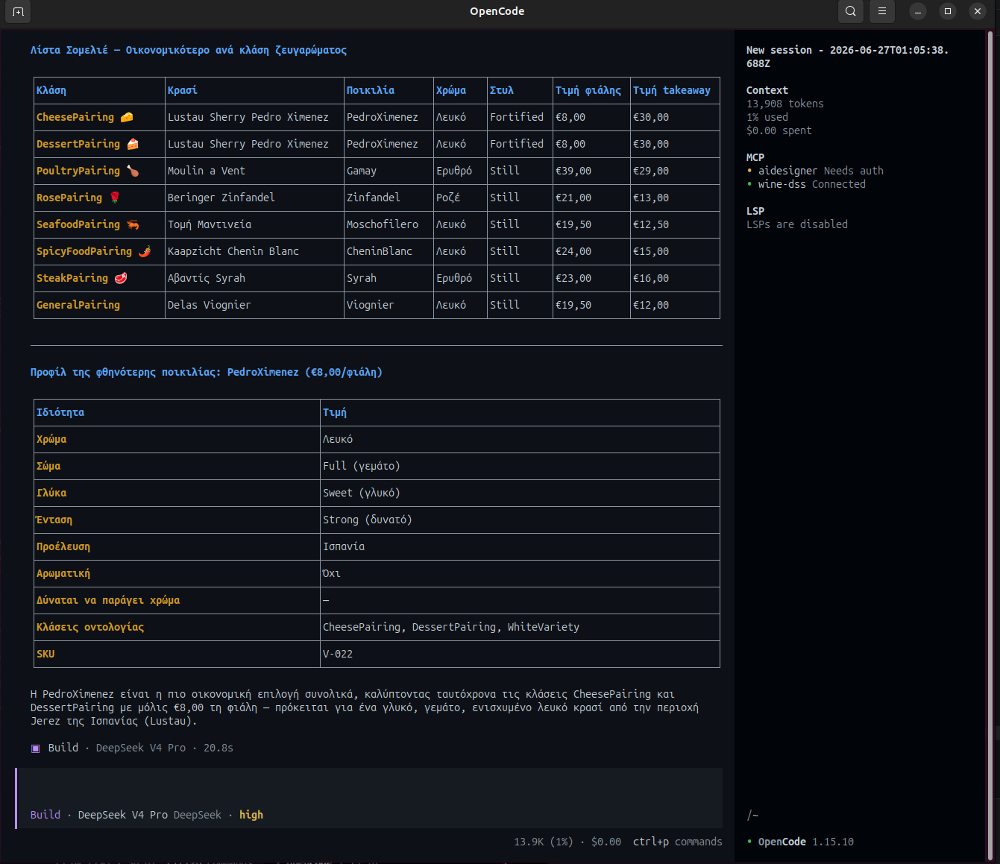 OpenCode
Λίστα Σομελιέ — Οικονομικότερο ανά κλάση ζευγαρώματος
Κλάση Κρασί Ποικιλία Χρώμα Στυλ Τιμή φιάλης Τιμή takeaway
CheesePairing 🧀 Lustau Sherry Pedro Ximenez PedroXimenez Λευκό Fortified €8,00 €30,00
DessertPairing 🍰 Lustau Sherry Pedro Ximenez PedroXimenez Λευκό Fortified €8,00 €30,00
PoultryPairing 🍗 Moulin a Vent Gamay Ερυθρό Still €39,00 €29,00
RosePairing 🌹 Beringer Zinfandel Zinfandel Ροζέ Still €21,00 €13,00
SeafoodPairing 🦐 Τομή Μαντινεία Moschofilero Λευκό Still €19,50 €12,50
SpicyFoodPairing 🌶️ Kaapzicht Chenin Blanc CheninBlanc Λευκό Still €24,00 €15,00
SteakPairing 🥩 Αβαντίς Syrah Syrah Ερυθρό Still €23,00 €16,00
GeneralPairing Delas Viognier Viognier Λευκό Still €19,50 €12,00
Προφίλ της φθηνότερης ποικιλίας: PedroXimenez (€8,00/φιάλη)
Ιδιότητα Τιμή
Χρώμα Λευκό
Σώμα Full (γεμάτο)
Γλύκα Sweet (γλυκό)
Ένταση Strong (δυνατό)
Προέλευση Ισπανία
Αρωματική Όχι
Δύναται να παράγει χρώμα —
Κλάσεις οντολογίας CheesePairing, DessertPairing, WhiteVariety
SKU V-022
Η PedroXimenez είναι η πιο οικονομική επιλογή συνολικά, καλύπτοντας ταυτόχρονα τις κλάσεις CheesePairing και
DessertPairing με μόλις €8,00 τη φιάλη — πρόκειται για ένα γλυκό, γεμάτο, ενισχυμένο λευκό κρασί από την περιοχή
Jerez της Ισπανίας (Lustau).
▣ Build · DeepSeek V4 Pro · 20.8s
Build · DeepSeek V4 Pro DeepSeek · high
13.9K (1%) · $0.00 ctrl+p commands
New session - 2026-06-27T01:05:38.
688Z
Context
13,908 tokens
1% used
$0.00 spent
MCP
• aidesigner Needs auth
• wine-dss Connected
LSP
LSPs are disabled
/~
• OpenCode 1.15.10